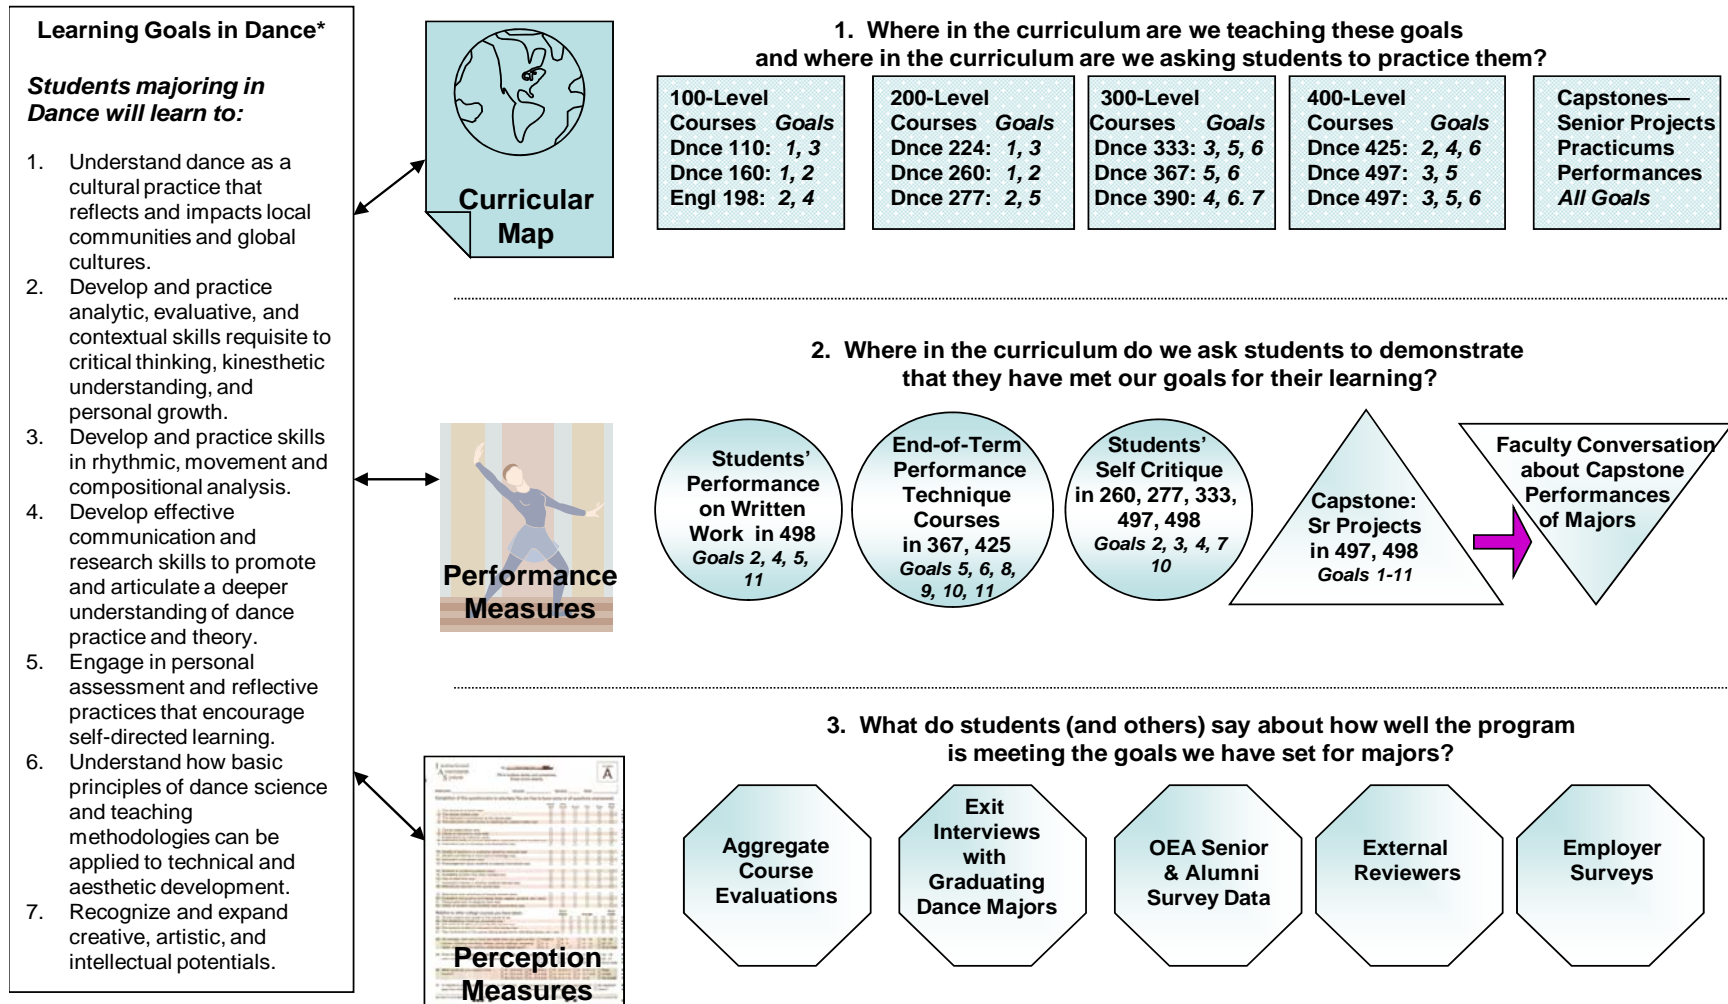 Learning Goals in Dance*
Students majoring in
Dance will learn to:
1. Understand dance as a
cultural practice that
reflects and impacts local
communities and global
cultures.
2. Develop and practice
analytic, evaluative, and
contextual skills requisite to
critical thinking, kinesthetic
understanding, and
personal growth.
3. Develop and practice skills
in rhythmic, movement and
compositional analysis.
4. Develop effective
communication and
research skills to promote
and articulate a deeper
understanding of dance
practice and theory.
5. Engage in personal
assessment and reflective
practices that encourage
self-directed learning.
6. Understand how basic
principles of dance science
and teaching
methodologies can be
applied to technical and
aesthetic development.
7. Recognize and expand
creative, artistic, and
intellectual potentials.
Curricular
Map
1. Where in the curriculum are we teaching these goals
and where in the curriculum are we asking students to practice them?
100-Level
Courses Goals
Dnce 110: 1, 3
Dnce 160: 1, 2
Engl 198: 2, 4
200-Level
Courses Goals
Dnce 224: 1, 3
Dnce 260: 1, 2
Dnce 277: 2, 5
300-Level
Courses Goals
Dnce 333: 3, 5, 6
Dnce 367: 5, 6
Dnce 390: 4, 6. 7
400-Level
Courses Goals
Dnce 425: 2, 4, 6
Dnce 497: 3, 5
Dnce 497: 3, 5, 6
Capstones—
Senior Projects
Practicums
Performances
All Goals
Performance
Measures
2. Where in the curriculum do we ask students to demonstrate
that they have met our goals for their learning?
Students'
Performance
on Written
Work in 498
Goals 2, 4, 5,
11
End-of-Term
Performance
Technique
Courses
in 367, 425
Goals 5, 6, 8,
9, 10, 11
Students'
Self Critique
in 260, 277, 333,
497, 498
Goals 2, 3, 4, 7
10
Capstone:
Sr Projects
in 497, 498
Goals 1-11
Faculty Conversation
about Capstone
Performances
of Majors
A
Perception
Measures
3. What do students (and others) say about how well the program
is meeting the goals we have set for majors?
Aggregate
Course
Evaluations
Exit
Interviews
with
Graduating
Dance Majors
OEA Senior
& Alumni
Survey Data
External
Reviewers
Employer
Surveys